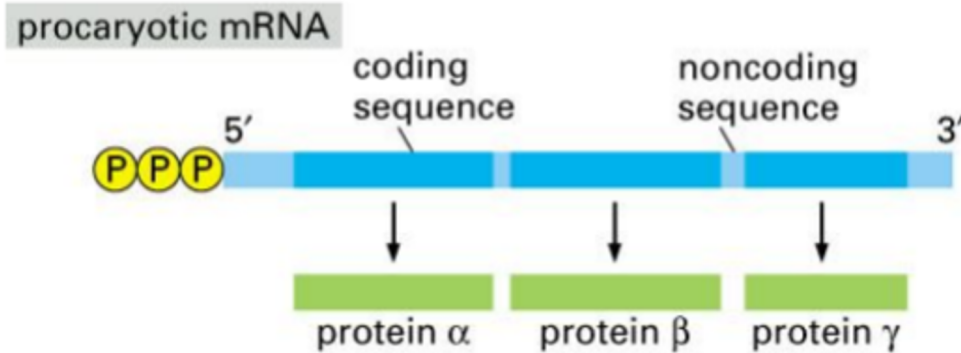 procaryotic mRNA
coding
sequence
noncoding
sequence
5′
3′
P P P
protein α
protein β
protein γ